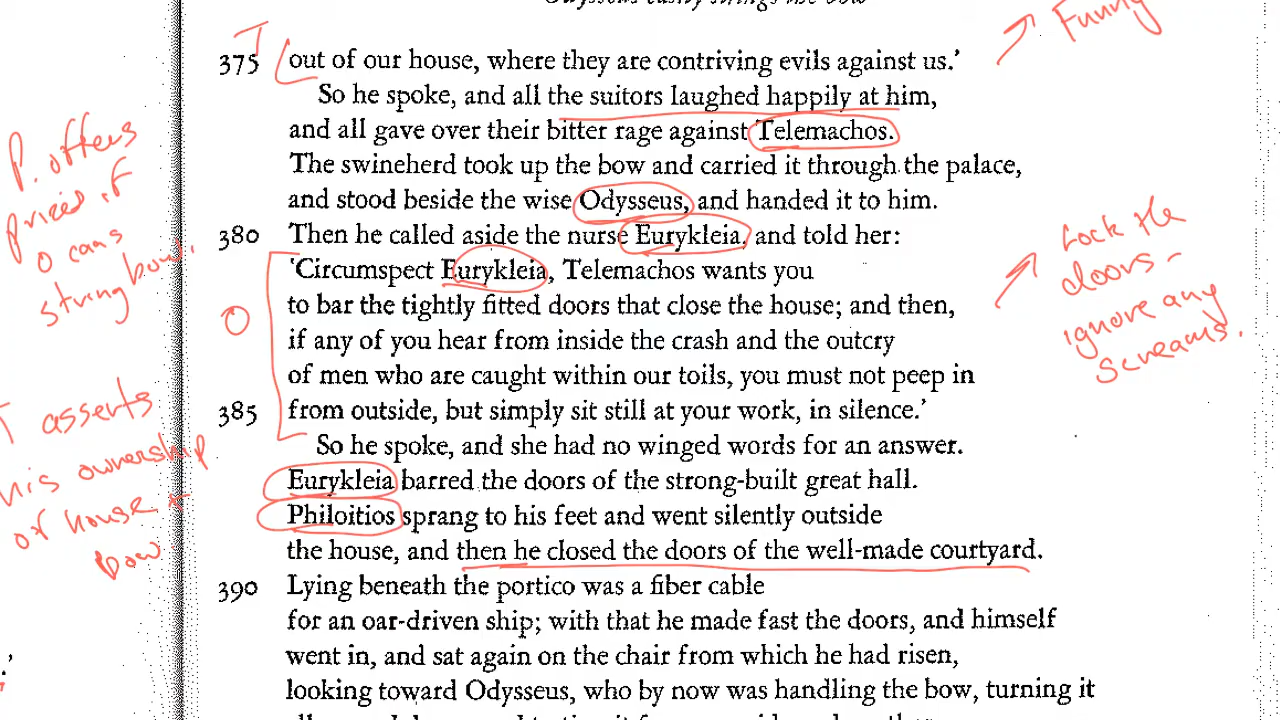 Odysseus easily strings the bow
Funny
T
375 out of our house, where they are contriving evils against us.'
So he spoke, and all the suitors laughed happily at him,
and all gave over their bitter rage against Telemachos.
The swineherd took up the bow and carried it through the palace,
and stood beside the wise Odysseus, and handed it to him.
380 Then he called aside the nurse Eurykleia, and told her:
'Circumspect Eurykleia, Telemachos wants you
to bar the tightly fitted doors that close the house; and then,
if any of you hear from inside the crash and the outcry
of men who are caught within our toils, you must not peep in
385 from outside, but simply sit still at your work, in silence.'
So he spoke, and she had no winged words for an answer.
Eurykleia barred the doors of the strong-built great hall.
Philoitios sprang to his feet and went silently outside
the house, and then he closed the doors of the well-made courtyard.
390 Lying beneath the portico was a fiber cable
for an oar-driven ship; with that he made fast the doors, and himself
went in, and sat again on the chair from which he had risen,
looking toward Odysseus, who by now was handling the bow, turning it
P. offers
prizes if
O cans
string bow.
O
T asserts
his ownership
of house +
bow.
Lock the
doors -
ignore any
screams.